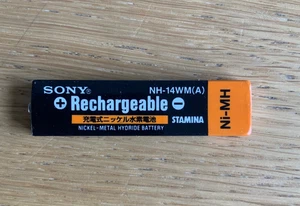 SONY® NH-14WM(A)
+ Rechargeable −
充電式ニッケル水素電池 STAMINA
NICKEL-METAL HYDRIDE BATTERY
Ni-MH